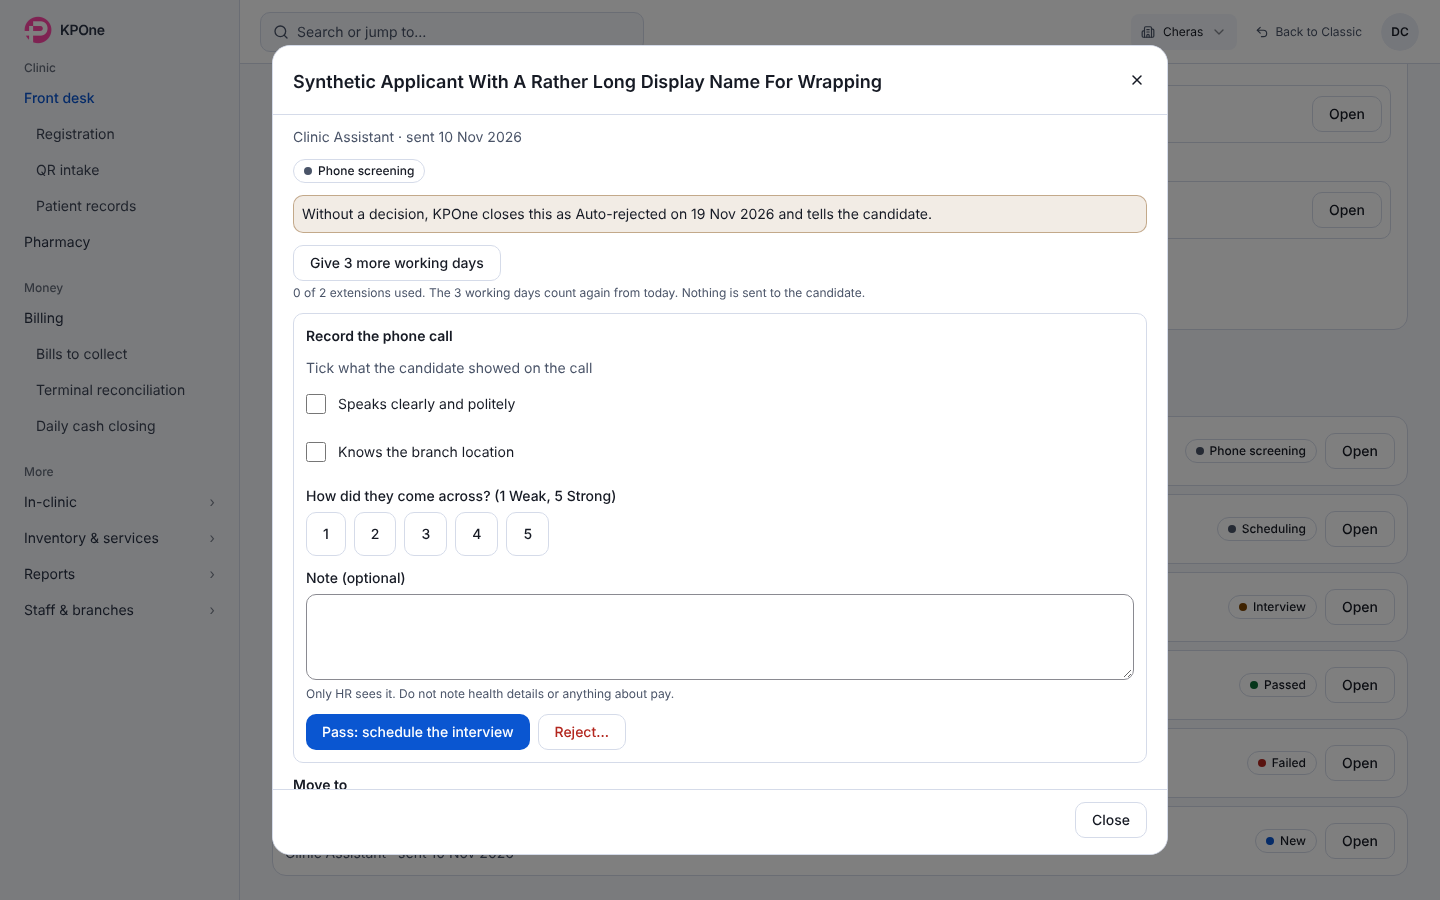 KPOne
Search or jump to...
Cheras
Back to Classic
DC
Clinic
Front desk
Registration
QR intake
Patient records
Pharmacy
Money
Billing
Bills to collect
Terminal reconciliation
Daily cash closing
More
In-clinic
Inventory & services
Reports
Staff & branches
Synthetic Applicant With A Rather Long Display Name For Wrapping
Clinic Assistant · sent 10 Nov 2026
Phone screening
Without a decision, KPOne closes this as Auto-rejected on 19 Nov 2026 and tells the candidate.
Give 3 more working days
0 of 2 extensions used. The 3 working days count again from today. Nothing is sent to the candidate.
Record the phone call
Tick what the candidate showed on the call
Speaks clearly and politely
Knows the branch location
How did they come across? (1 Weak, 5 Strong)
1 2 3 4 5
Note (optional)
Only HR sees it. Do not note health details or anything about pay.
Pass: schedule the interview
Reject...
Move to
Close
Open
Open
Phone screening Open
Scheduling Open
Interview Open
Passed Open
Failed Open
New Open
Clinic Assistant · sent 10 Nov 2026